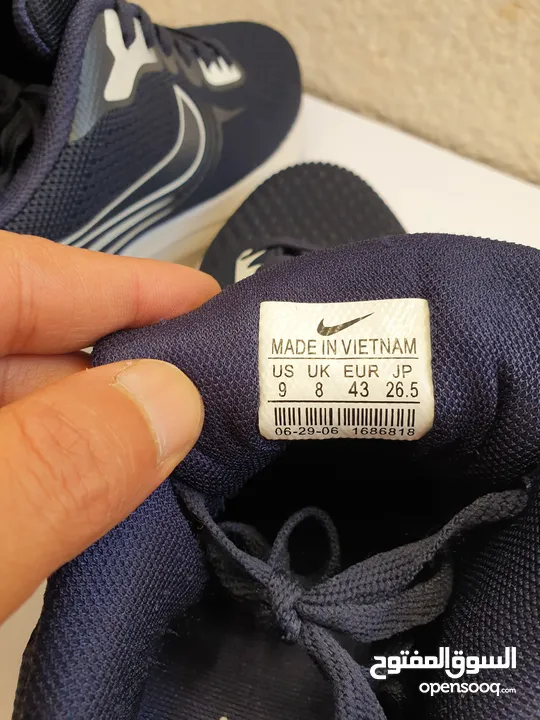 MADE IN VIETNAM
US UK EUR JP
9 8 43 26.5
06-29-06 1686818
السوق المفتوح
opensooq.com